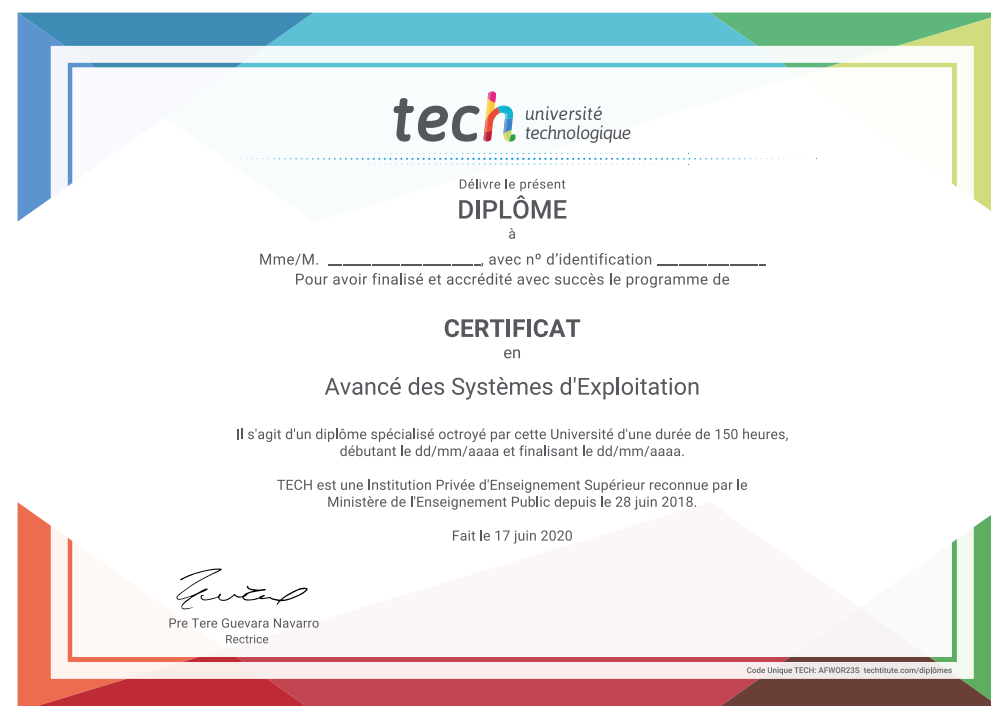 tech université
technologique
Délivre le présent
DIPLÔME
à
Mme/M. ____________________, avec nº d'identification ______________
Pour avoir finalisé et accrédité avec succès le programme de
CERTIFICAT
en
Avancé des Systèmes d'Exploitation
Il s'agit d'un diplôme spécialisé octroyé par cette Université d'une durée de 150 heures,
débutant le dd/mm/aaaa et finalisant le dd/mm/aaaa.
TECH est une Institution Privée d'Enseignement Supérieur reconnue par le
Ministère de l'Enseignement Public depuis le 28 juin 2018.
Fait le 17 juin 2020
Pre Tere Guevara Navarro
Rectrice
Code Unique TECH: AFWOR23S techtitute.com/diplômes